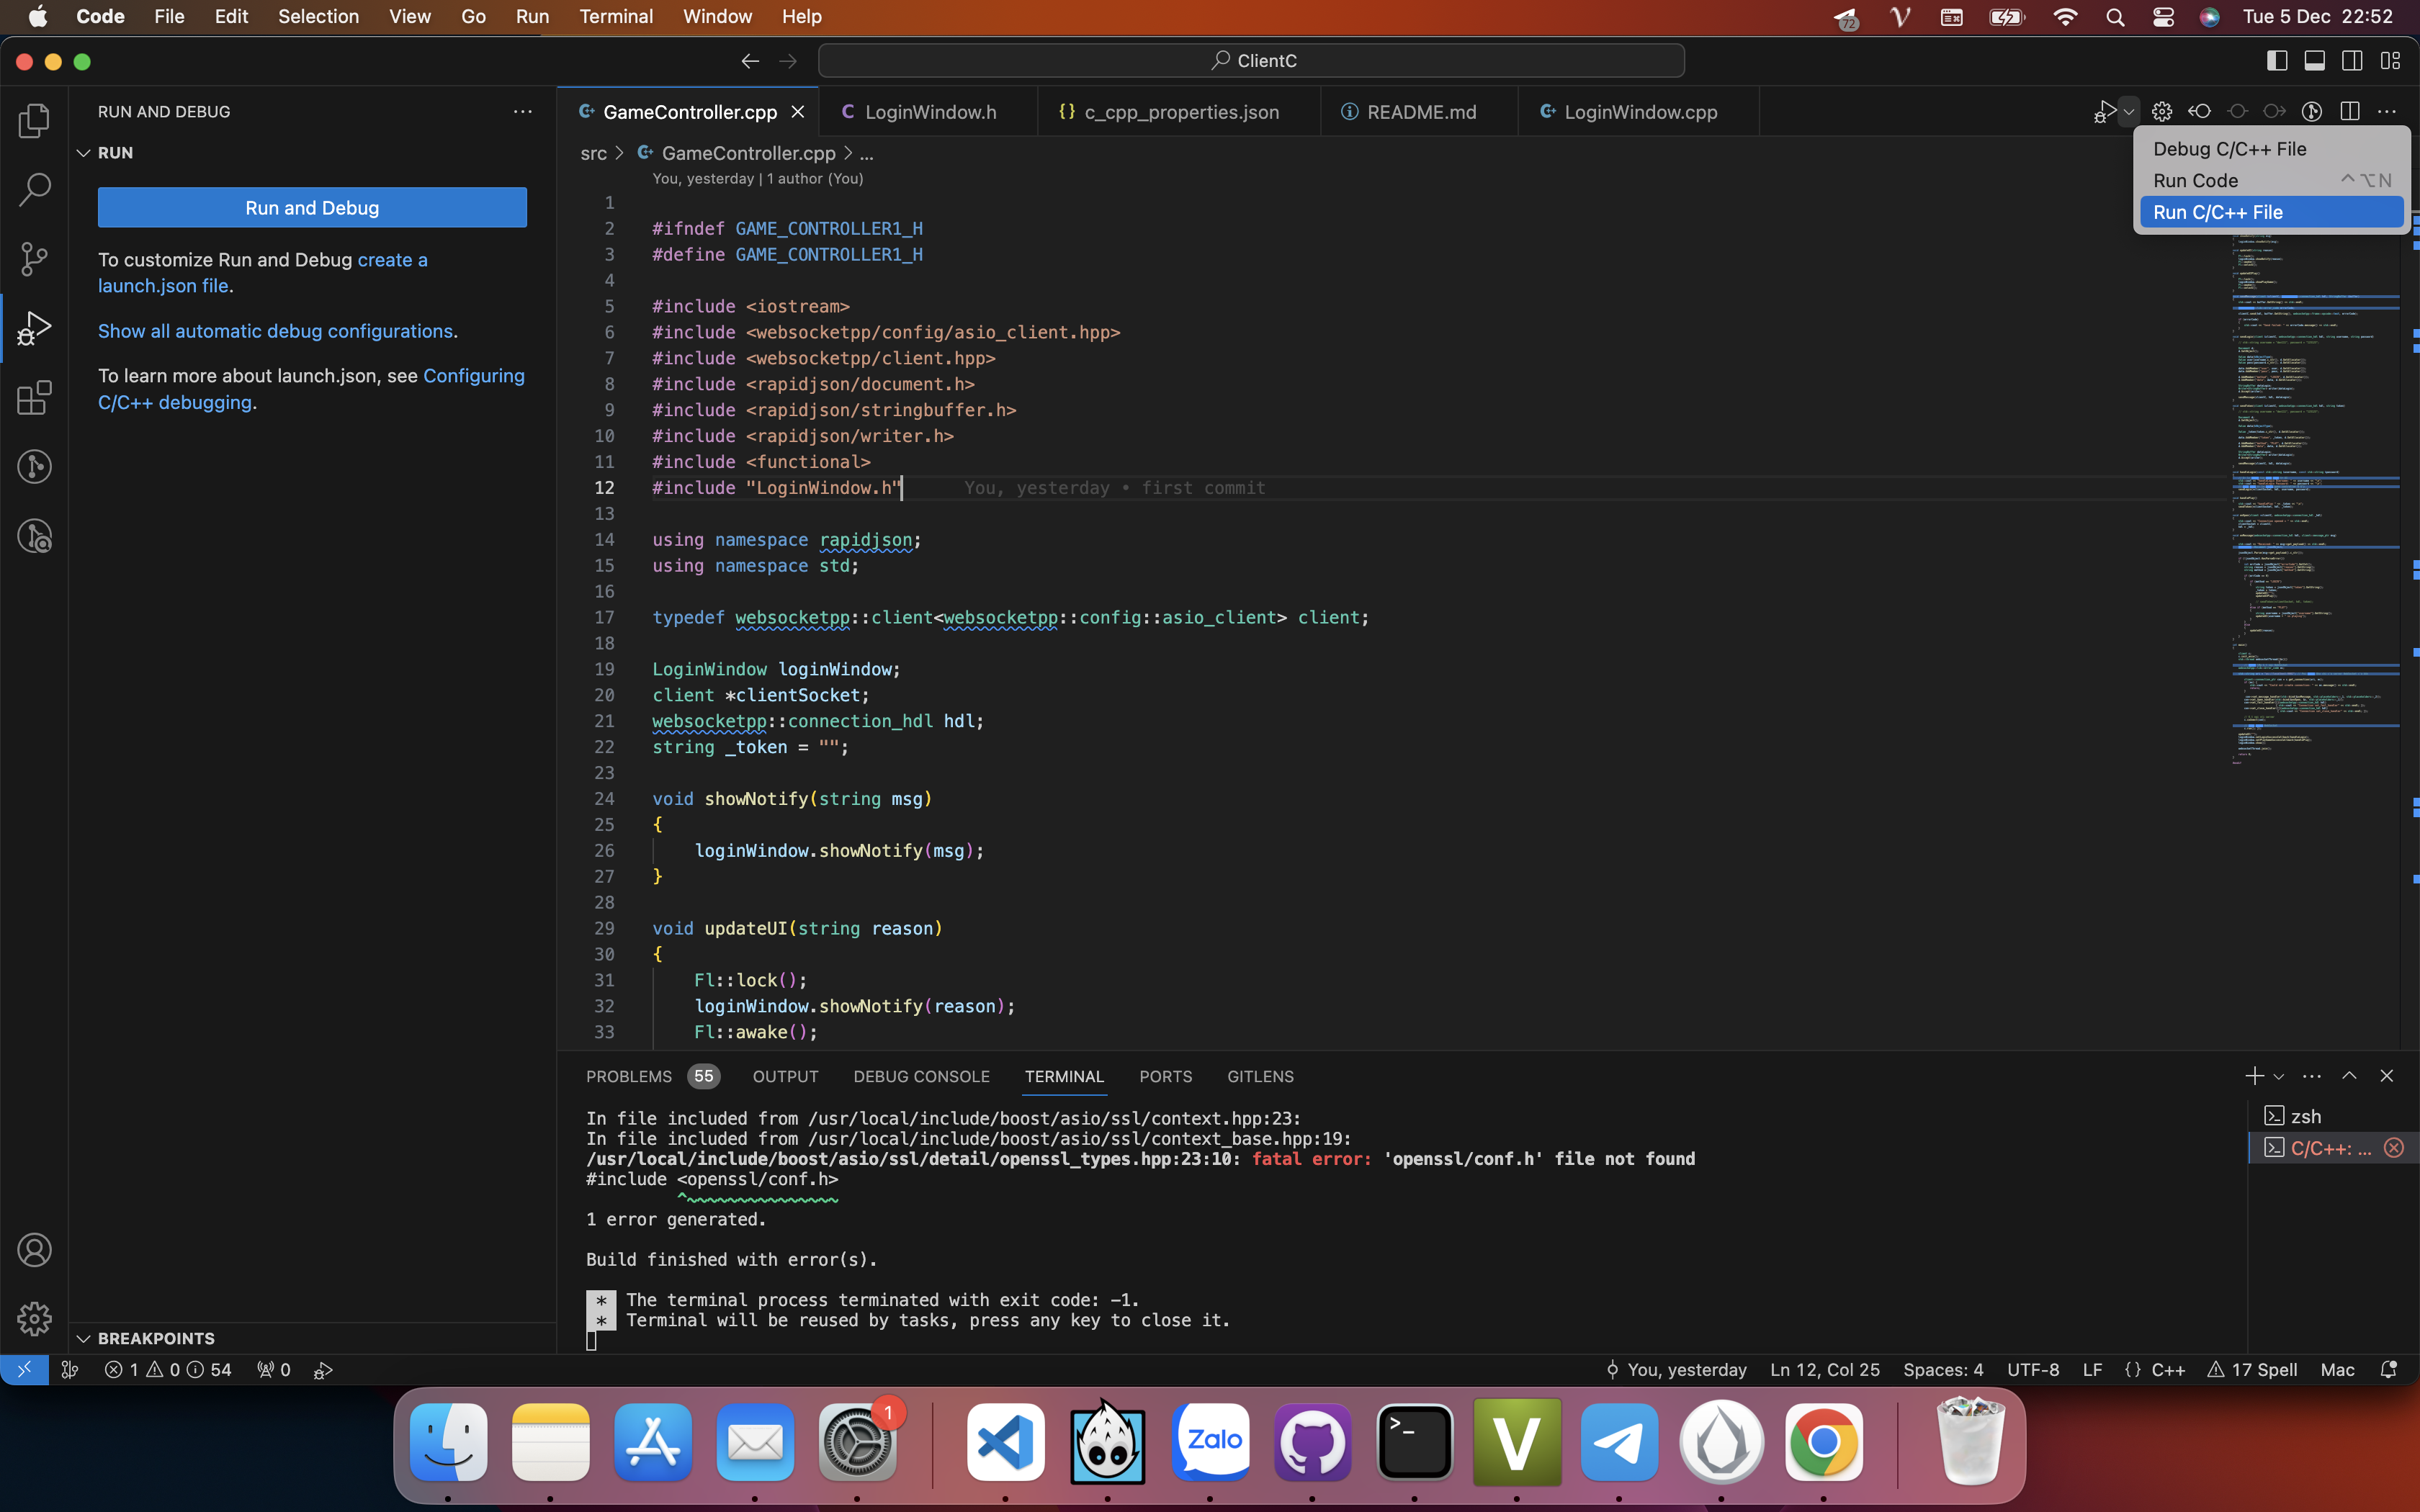 Code File Edit Selection View Go Run Terminal Window Help
72
Tue 5 Dec 22:52
ClientC
RUN AND DEBUG
RUN
Run and Debug
To customize Run and Debug create a
launch.json file.
Show all automatic debug configurations.
To learn more about launch.json, see Configuring
C/C++ debugging.
BREAKPOINTS
GameController.cpp
LoginWindow.h
c_cpp_properties.json
README.md
LoginWindow.cpp
src > GameController.cpp > ...
Debug C/C++ File
Run Code ^⌥N
Run C/C++ File
You, yesterday | 1 author (You)
1
2 #ifndef GAME_CONTROLLER1_H
3 #define GAME_CONTROLLER1_H
4
5 #include <iostream>
6 #include <websocketpp/config/asio_client.hpp>
7 #include <websocketpp/client.hpp>
8 #include <rapidjson/document.h>
9 #include <rapidjson/stringbuffer.h>
10 #include <rapidjson/writer.h>
11 #include <functional>
12 #include "LoginWindow.h" You, yesterday • first commit
13
14 using namespace rapidjson;
15 using namespace std;
16
17 typedef websocketpp::client<websocketpp::config::asio_client> client;
18
19 LoginWindow loginWindow;
20 client *clientSocket;
21 websocketpp::connection_hdl hdl;
22 string _token = "";
23
24 void showNotify(string msg)
25 {
26 loginWindow.showNotify(msg);
27 }
28
29 void updateUI(string reason)
30 {
31 Fl::lock();
32 loginWindow.showNotify(reason);
33 Fl::awake();
PROBLEMS 55 OUTPUT DEBUG CONSOLE TERMINAL PORTS GITLENS
In file included from /usr/local/include/boost/asio/ssl/context.hpp:23:
In file included from /usr/local/include/boost/asio/ssl/context_base.hpp:19:
/usr/local/include/boost/asio/ssl/detail/openssl_types.hpp:23:10: fatal error: 'openssl/conf.h' file not found
#include <openssl/conf.h>
^~~~~~~~~~~~~~~~
1 error generated.
Build finished with error(s).
* The terminal process terminated with exit code: -1.
* Terminal will be reused by tasks, press any key to close it.
zsh
C/C++: ...
1 0 54 0
You, yesterday Ln 12, Col 25 Spaces: 4 UTF-8 LF {} C++ 17 Spell Mac
1
Zalo
>_
V